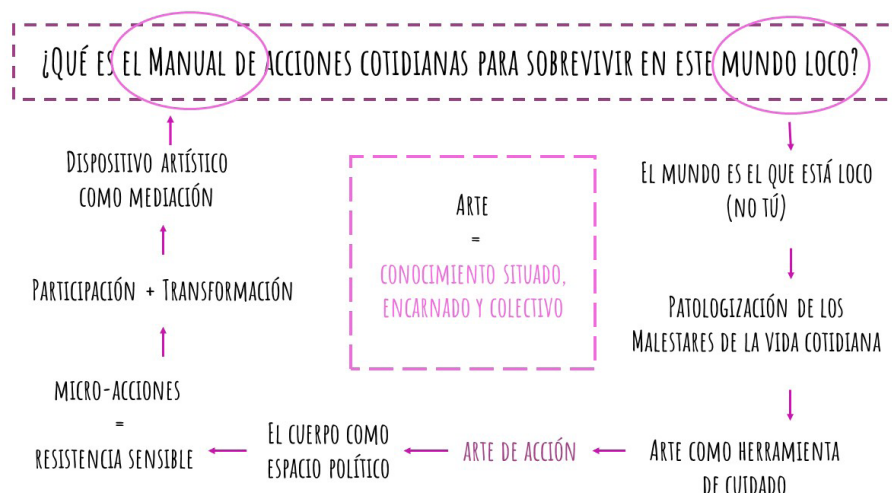 ¿Qué es el Manual de acciones cotidianas para sobrevivir en este mundo loco?
El mundo es el que está loco
(no tú)
Patologización de los
Malestares de la vida cotidiana
Arte como herramienta
de cuidado
Arte de acción
El cuerpo como
espacio político
micro-acciones
=
resistencia sensible
Participación + Transformación
Dispositivo artístico
como mediación
Arte
=
conocimiento situado,
encarnado y colectivo